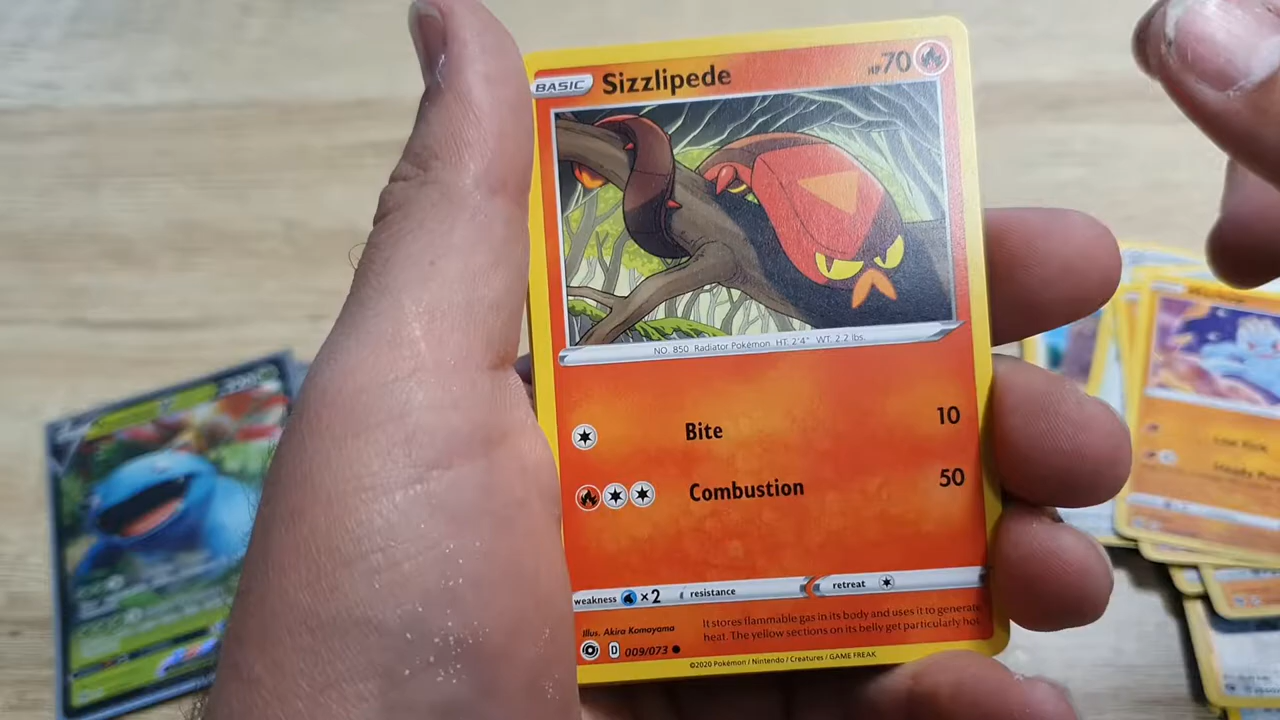 BASIC Sizzlipede HP70
NO. 850 Radiator Pokémon HT: 2'4" WT: 2.2 lbs.
Bite 10
Combustion 50
weakness ×2 resistance retreat
Illus. Akira Komayama
It stores flammable gas in its body and uses it to generate
heat. The yellow sections on its belly get particularly hot
D 009/073
©2020 Pokémon / Nintendo / Creatures / GAME FREAK
Low Kick